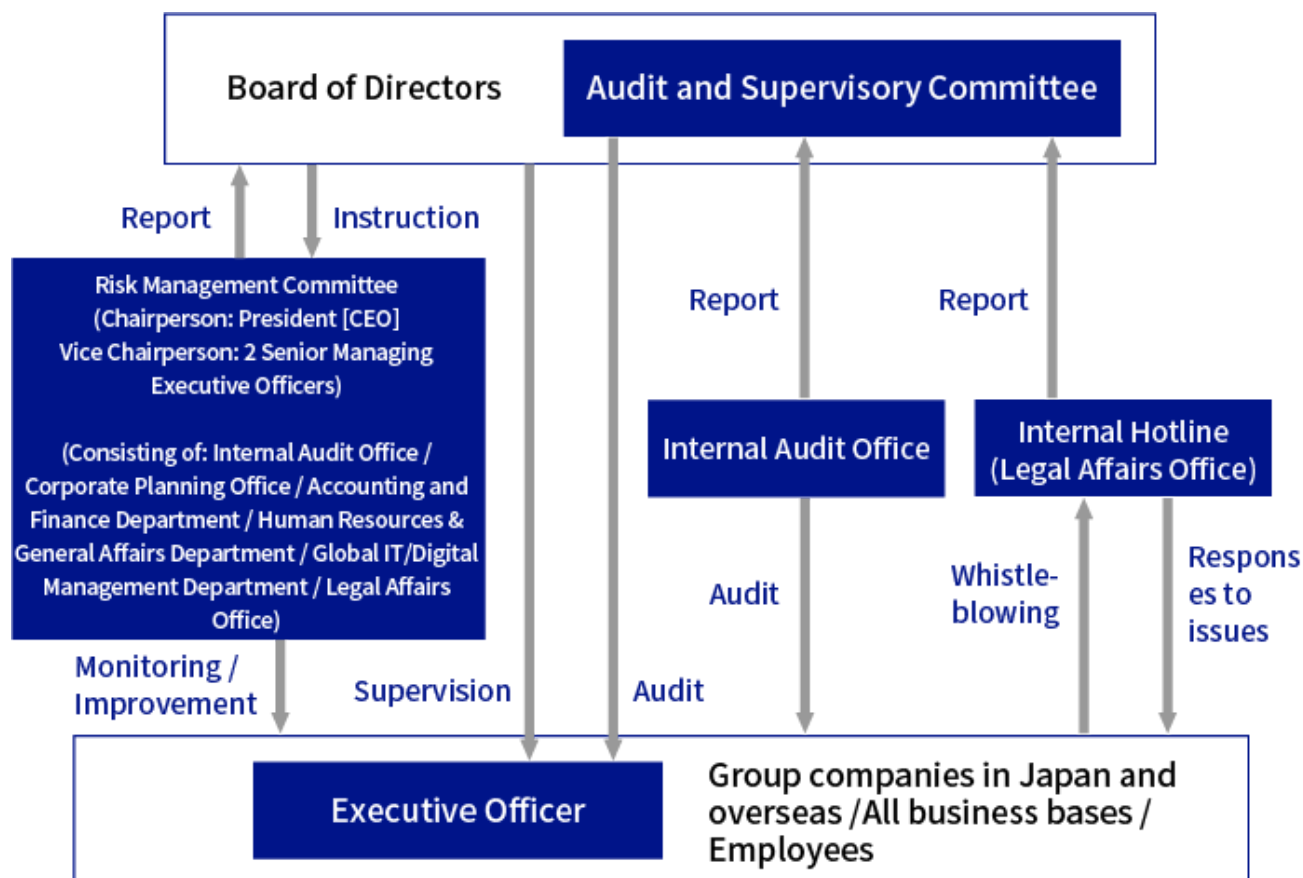 Board of Directors
Audit and Supervisory Committee
Report
Instruction
Risk Management Committee
(Chairperson: President [CEO]
Vice Chairperson: 2 Senior Managing
Executive Officers)
(Consisting of: Internal Audit Office /
Corporate Planning Office / Accounting and
Finance Department / Human Resources &
General Affairs Department / Global IT/Digital
Management Department / Legal Affairs
Office)
Report
Report
Internal Audit Office
Internal Hotline
(Legal Affairs Office)
Monitoring /
Improvement
Supervision
Audit
Audit
Whistle-
blowing
Respons
es to
issues
Executive Officer
Group companies in Japan and
overseas /All business bases /
Employees